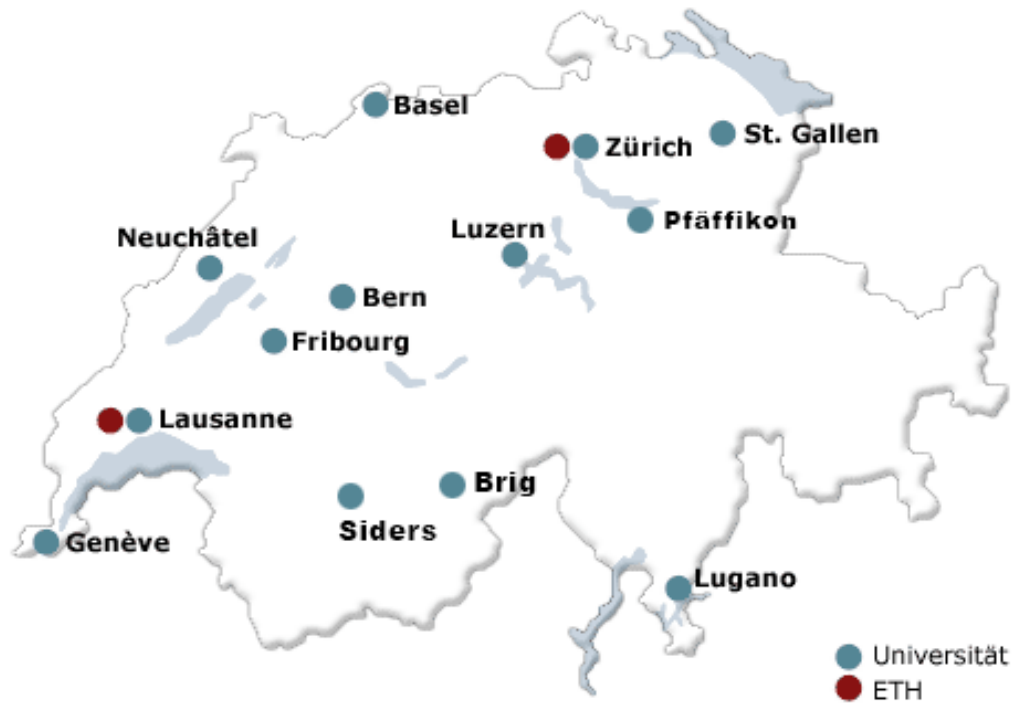 Basel
Zürich
St. Gallen
Pfäffikon
Luzern
Neuchâtel
Bern
Fribourg
Lausanne
Brig
Siders
Genève
Lugano
Universität
ETH